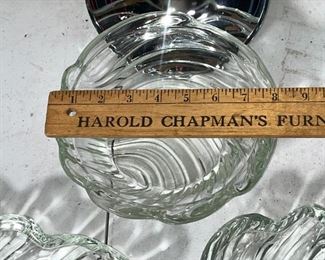 1 2 3 4 5 6 7 8 9
HAROLD CHAPMAN'S FURN